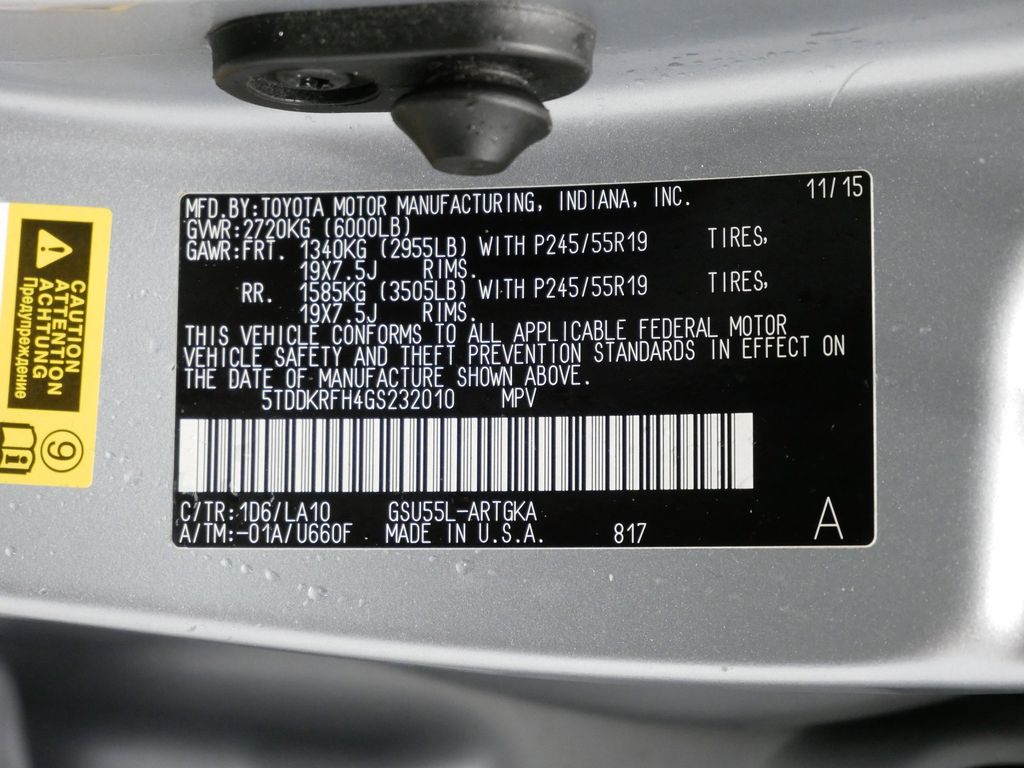 MFD.BY:TOYOTA MOTOR MANUFACTURING, INDIANA, INC. 11/15
GVWR:2720KG (6000LB)
GAWR:FRT. 1340KG (2955LB) WITH P245/55R19 TIRES,
19X7.5J RIMS.
RR. 1585KG (3505LB) WITH P245/55R19 TIRES,
19X7.5J RIMS.
THIS VEHICLE CONFORMS TO ALL APPLICABLE FEDERAL MOTOR
VEHICLE SAFETY AND THEFT PREVENTION STANDARDS IN EFFECT ON
THE DATE OF MANUFACTURE SHOWN ABOVE.
5TDDKRFH4GS232010 MPV
C/TR:1D6/LA10 GSU55L-ARTGKA
A/TM:-01A/U660F MADE IN U.S.A. 817 A
CAUTION
ATTENTION
ACHTUNG
Предупреждение
9
i